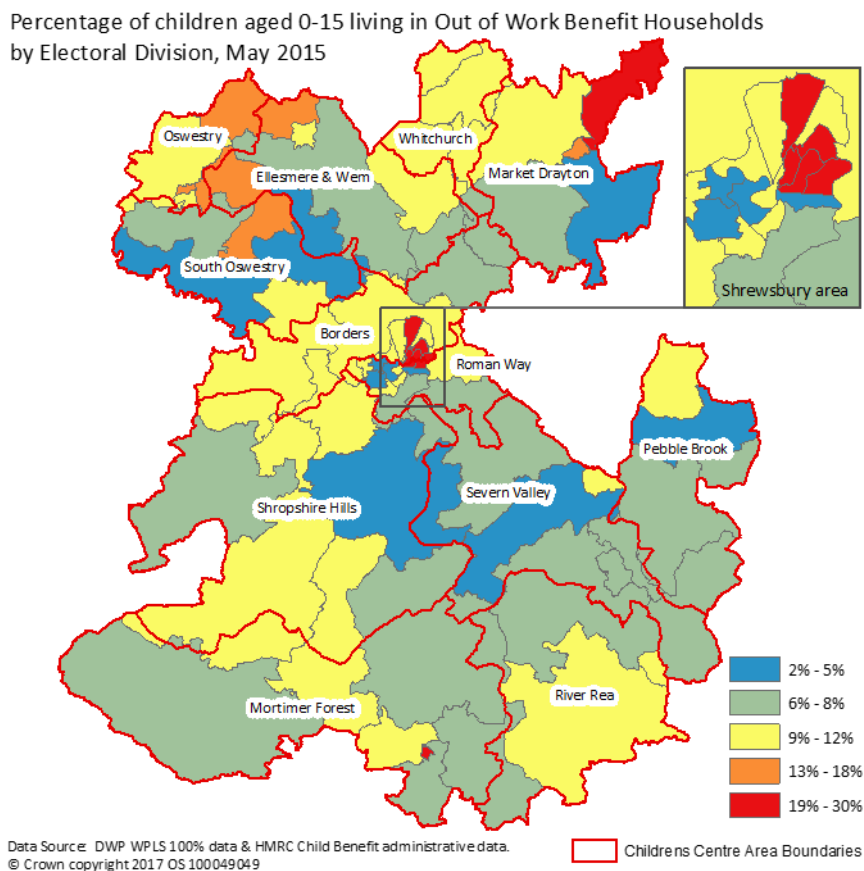 Percentage of children aged 0-15 living in Out of Work Benefit Households
by Electoral Division, May 2015
Oswestry
Whitchurch
Ellesmere & Wem
Market Drayton
South Oswestry
Shrewsbury area
Borders
Roman Way
Pebble Brook
Severn Valley
Shropshire Hills
River Rea
Mortimer Forest
2% - 5%
6% - 8%
9% - 12%
13% - 18%
19% - 30%
Data Source: DWP WPLS 100% data & HMRC Child Benefit administrative data.
© Crown copyright 2017 OS 100049049
Childrens Centre Area Boundaries